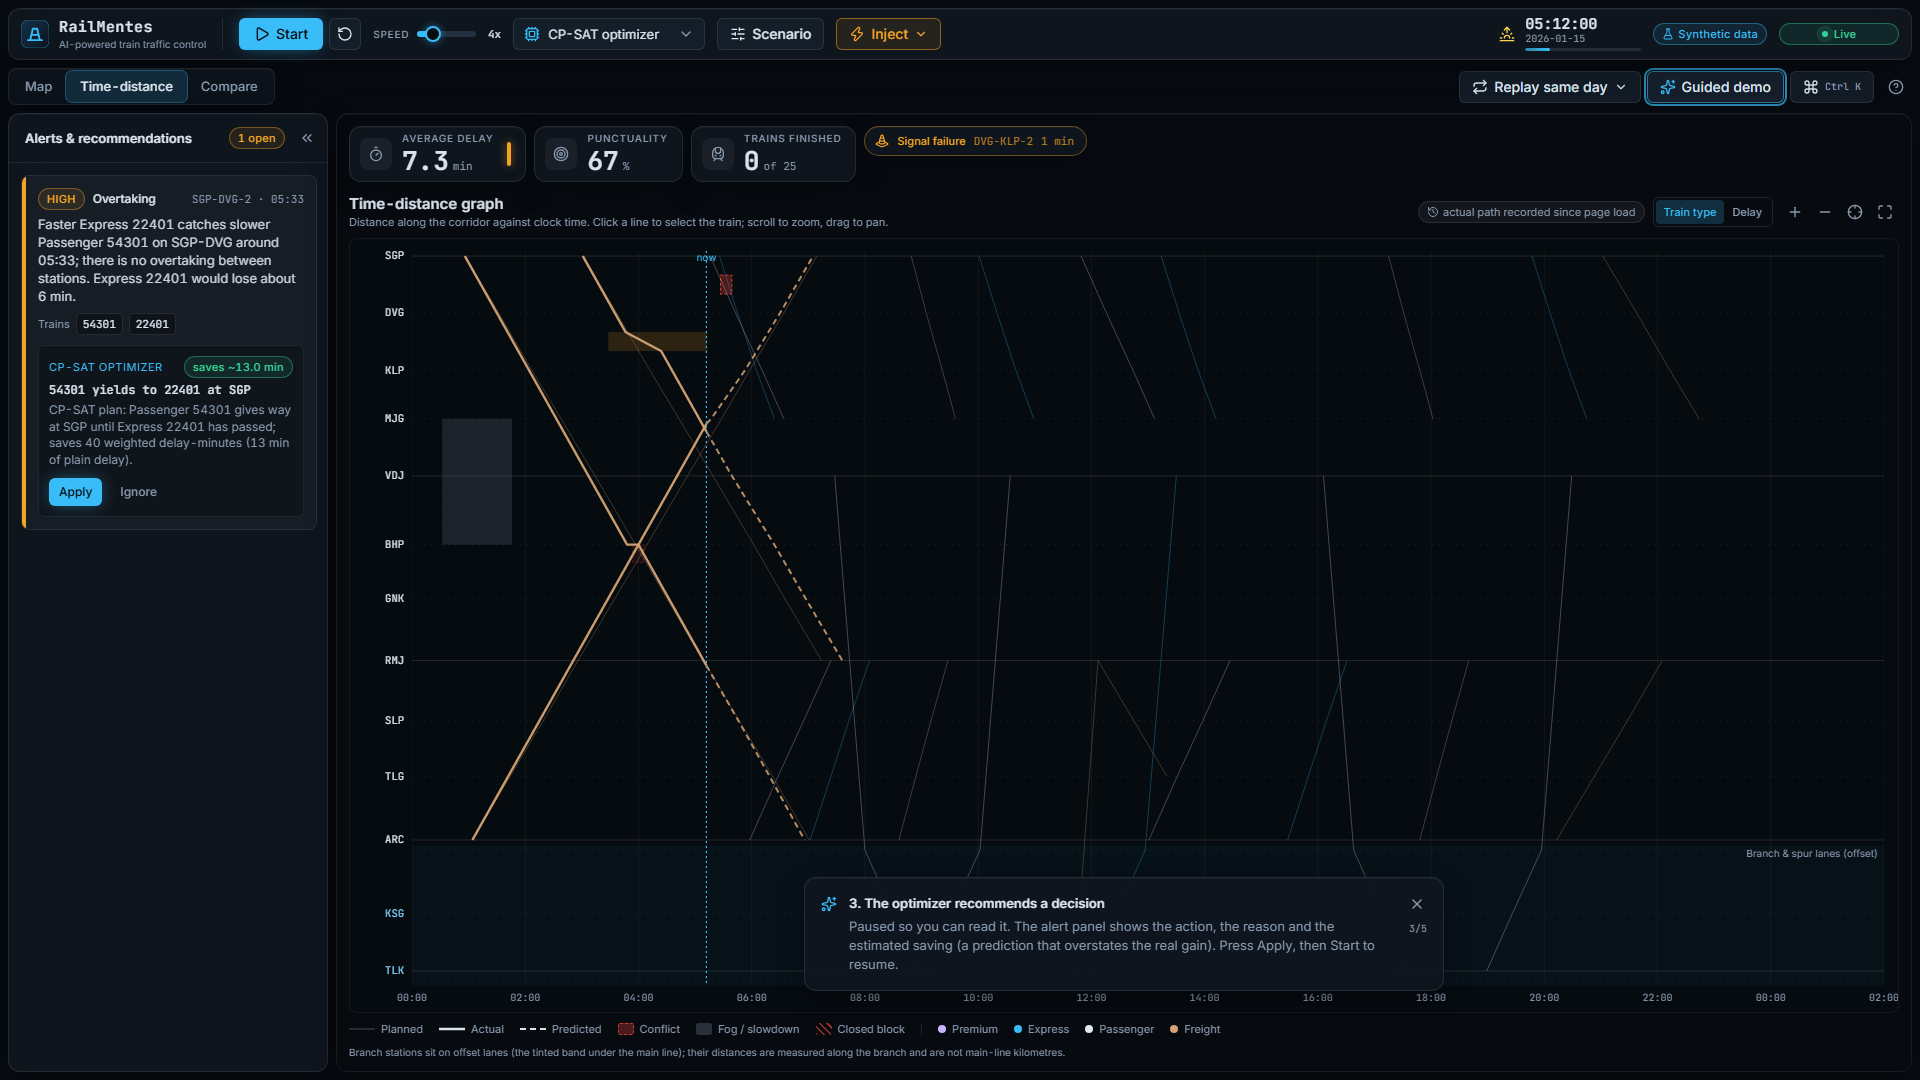 RailMentes
AI-powered train traffic control
Start
SPEED
4x
CP-SAT optimizer
Scenario
Inject
05:12:00
2026-01-15
Synthetic data
Live
Map
Time-distance
Compare
Replay same day
Guided demo
Ctrl K
Alerts & recommendations
1 open
HIGH Overtaking SGP-DVG-2 · 05:33
Faster Express 22401 catches slower
Passenger 54301 on SGP-DVG around
05:33; there is no overtaking between
stations. Express 22401 would lose about
6 min.
Trains 54301 22401
CP-SAT OPTIMIZER saves ~13.0 min
54301 yields to 22401 at SGP
CP-SAT plan: Passenger 54301 gives way
at SGP until Express 22401 has passed;
saves 40 weighted delay-minutes (13 min
of plain delay).
Apply Ignore
AVERAGE DELAY
7.3 min
PUNCTUALITY
67 %
TRAINS FINISHED
0 of 25
Signal failure DVG-KLP-2 1 min
Time-distance graph
Distance along the corridor against clock time. Click a line to select the train; scroll to zoom, drag to pan.
actual path recorded since page load
Train type
Delay
SGP
now
DVG
KLP
MJG
VDJ
BHP
GNK
RMJ
SLP
TLG
ARC
Branch & spur lanes (offset)
KSG
TLK
3. The optimizer recommends a decision
Paused so you can read it. The alert panel shows the action, the reason and the
estimated saving (a prediction that overstates the real gain). Press Apply, then Start to
resume.
3/5
00:00 02:00 04:00 06:00 08:00 10:00 12:00 14:00 16:00 18:00 20:00 22:00 00:00 02:00
Planned Actual Predicted Conflict Fog / slowdown Closed block Premium Express Passenger Freight
Branch stations sit on offset lanes (the tinted band under the main line); their distances are measured along the branch and are not main-line kilometres.